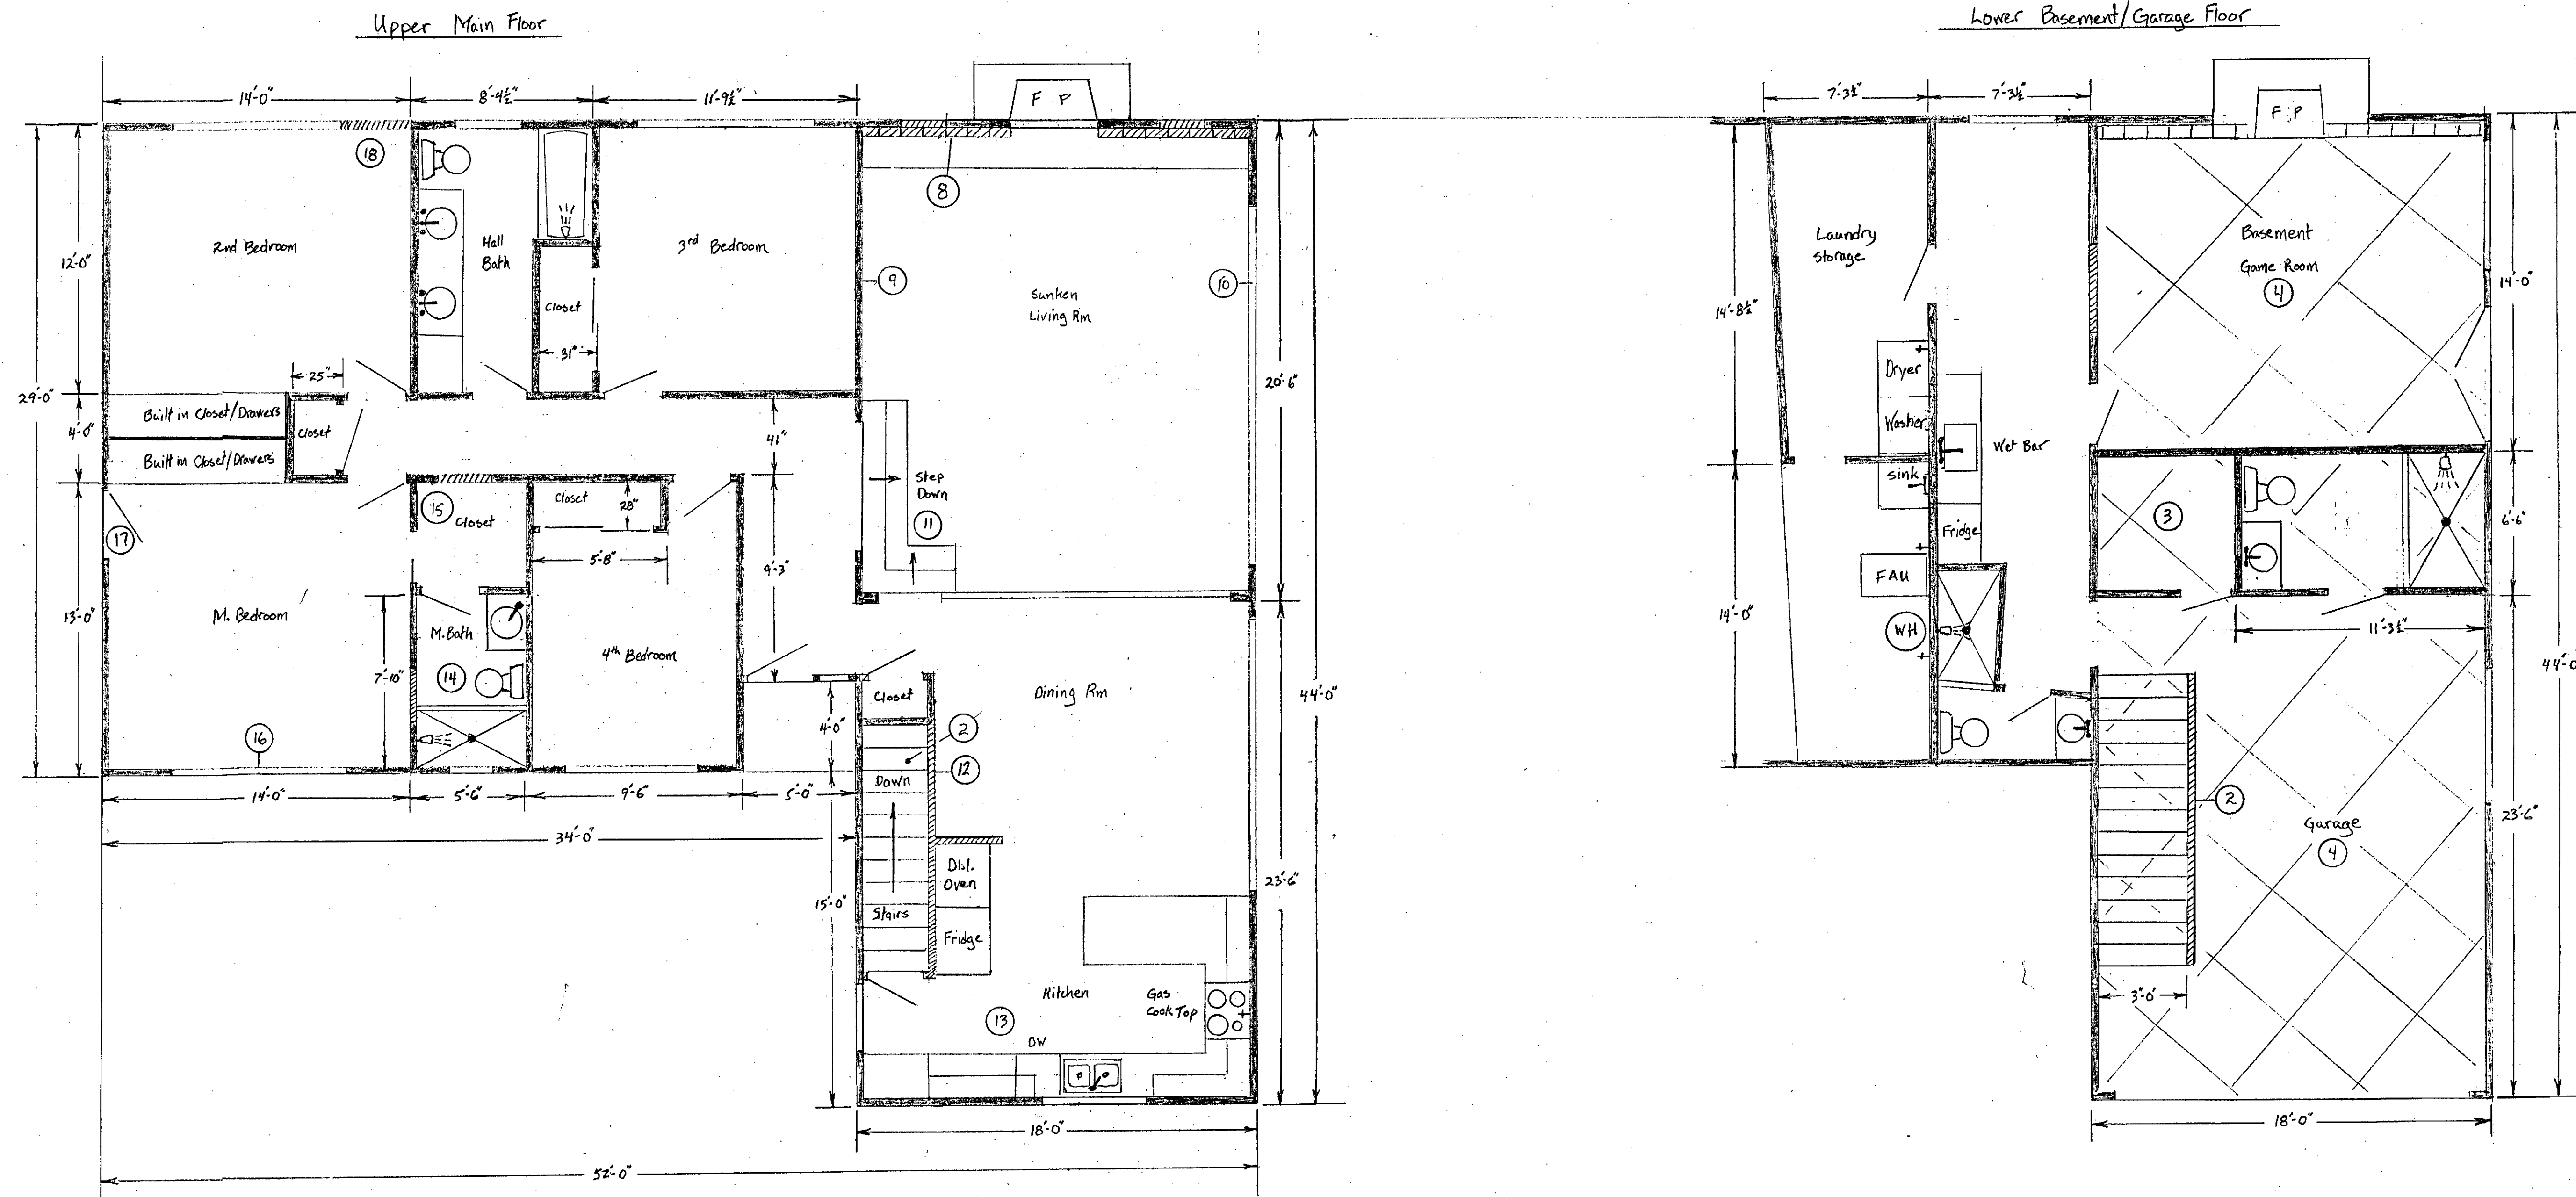 Upper Main Floor
Lower Basement/Garage Floor
14'-0"
8'-4½"
11'-9½"
F P
18
8
2nd Bedroom
Hall
Bath
3rd Bedroom
12'-0"
9
10
Sunken
Living Rm
Closet
31"
25"
29'-0"
4'-0"
Built in Closet/Drawers
Closet
Built in Closet/Drawers
41"
20'-6"
Step
Down
11
15
Closet
Closet
28"
17
5'-8"
9'-3"
13'-0"
M. Bedroom
M. Bath
14
7'-10"
4th Bedroom
Closet
Dining Rm
44'-0"
4'-0"
2
12
16
Down
14'-0"
5'-6"
9'-6"
5'-0"
34'-0"
Dbl.
Oven
15'-0"
Stairs
Fridge
23'-6"
Kitchen
Gas
Cook Top
13
DW
18'-0"
52'-0"
7'-3½"
7'-3½"
F P
Laundry
Storage
Basement
Game Room
4
14'-0"
14'-8½"
Dryer
Washer
Wet Bar
Sink
Fridge
3
6'-6"
FAU
WH
14'-0"
11'-3½"
44'-0
2
Garage
4
23'-6"
3'-0"
18'-0"